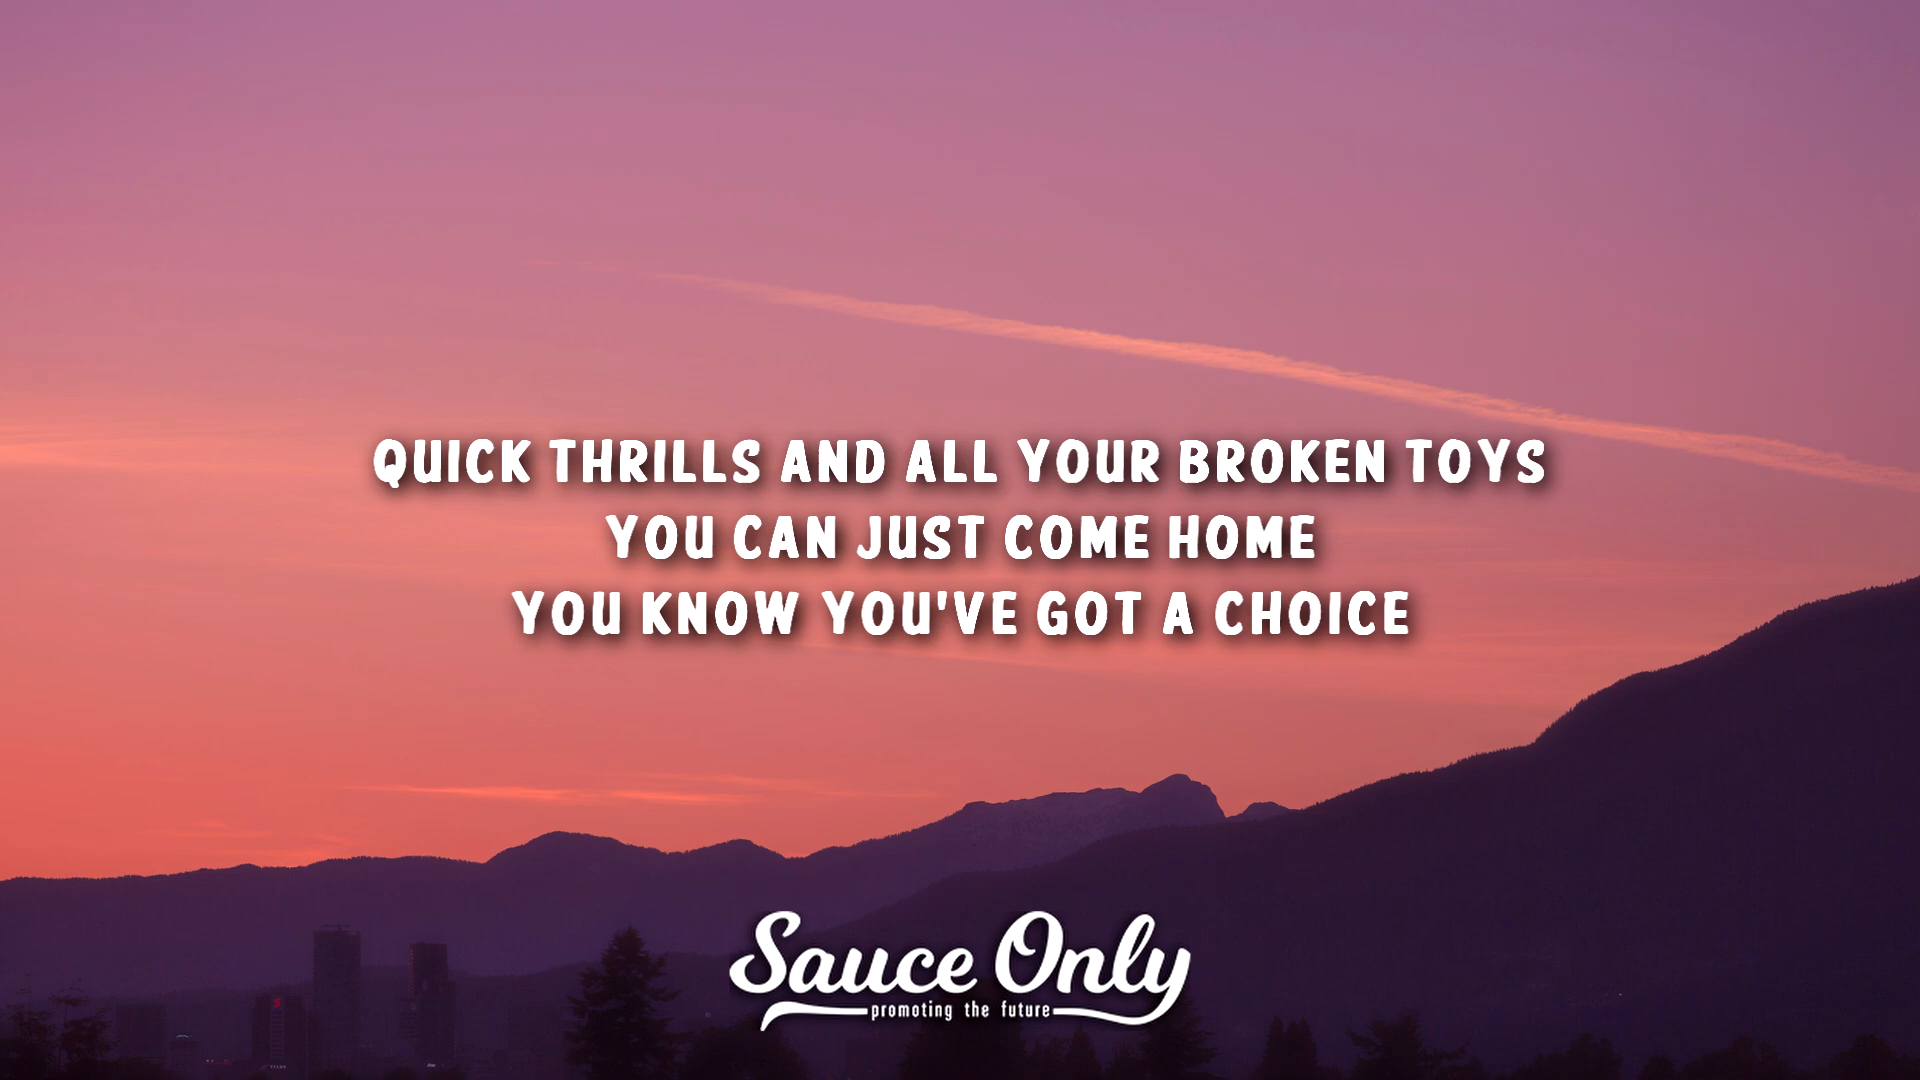 QUICK THRILLS AND ALL YOUR BROKEN TOYS
YOU CAN JUST COME HOME
YOU KNOW YOU'VE GOT A CHOICE
Sauce Only
promoting the future